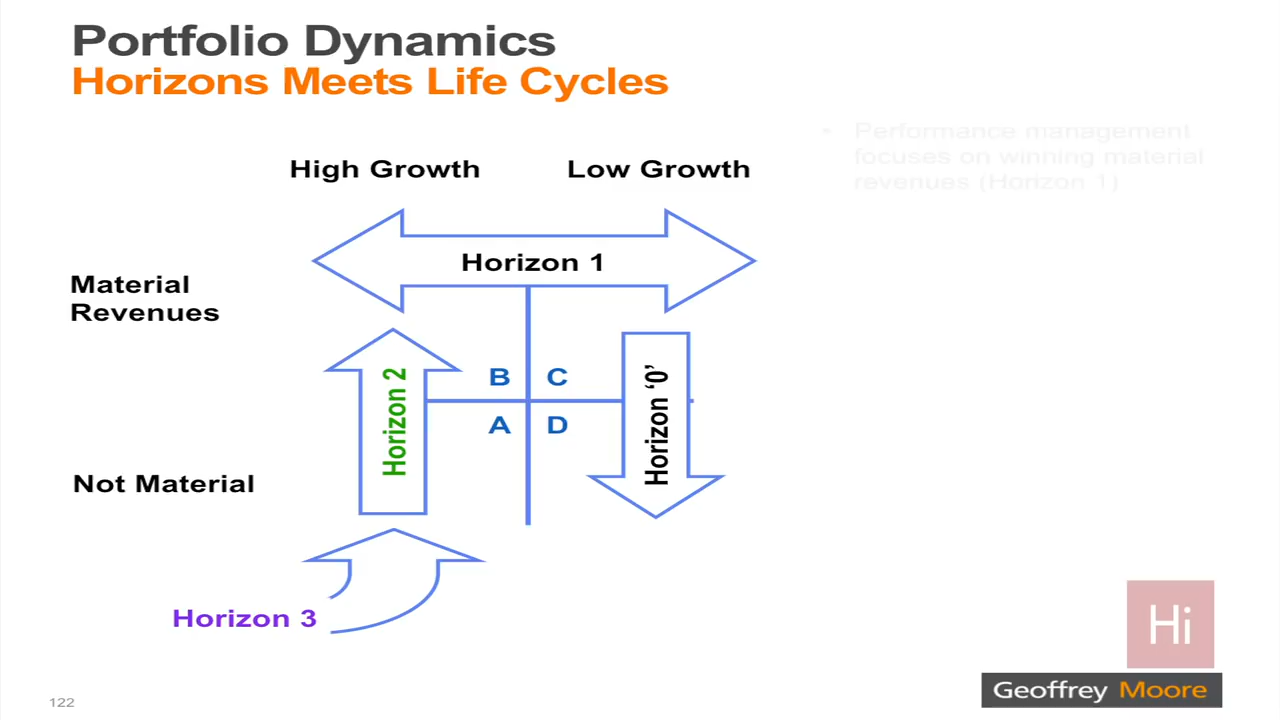 Portfolio Dynamics
Horizons Meets Life Cycles
• Performance management
focuses on winning material
revenues (Horizon 1)
High Growth
Low Growth
Horizon 1
Material
Revenues
Horizon 2
B
C
Horizon ‘0’
A
D
Not Material
Horizon 3
Hi
Geoffrey Moore
122